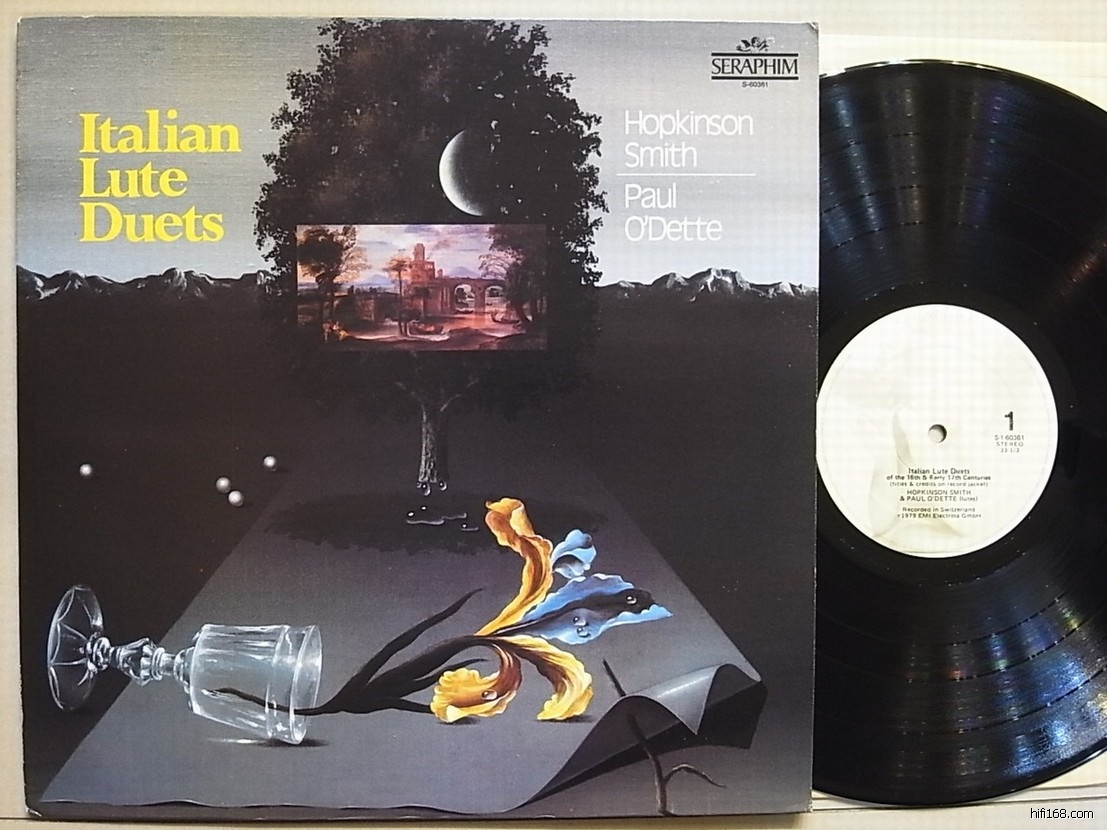 Italian
Lute
Duets
SERAPHIM
S-60361
Hopkinson
Smith
Paul
O'Dette
1
S-1-60361
STEREO
33-1/3
Italian Lute Duets
of the 16th & Early 17th Centuries
(titles & credits on record jacket)
HOPKINSON SMITH
& PAUL O'DETTE (lutes)
Recorded in Switzerland
1979 EMI Electrola GmbH
hifi168.com